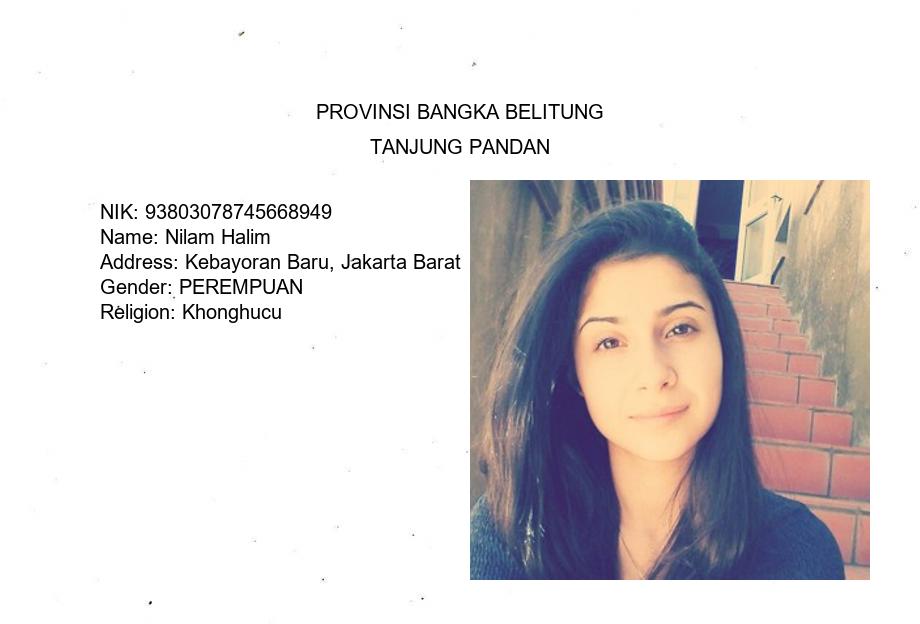 PROVINSI BANGKA BELITUNG
TANJUNG PANDAN
NIK: 93803078745668949
Name: Nilam Halim
Address: Kebayoran Baru, Jakarta Barat
Gender: PEREMPUAN
Religion: Khonghucu